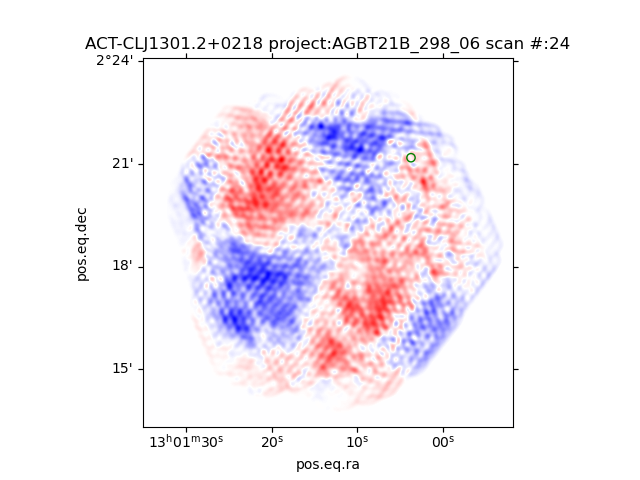 ACT-CLJ1301.2+0218 project:AGBT21B_298_06 scan #:24
2°24'
21'
18'
15'
pos.eq.dec
13ʰ01ᵐ30ˢ 20ˢ 10ˢ 00ˢ
pos.eq.ra